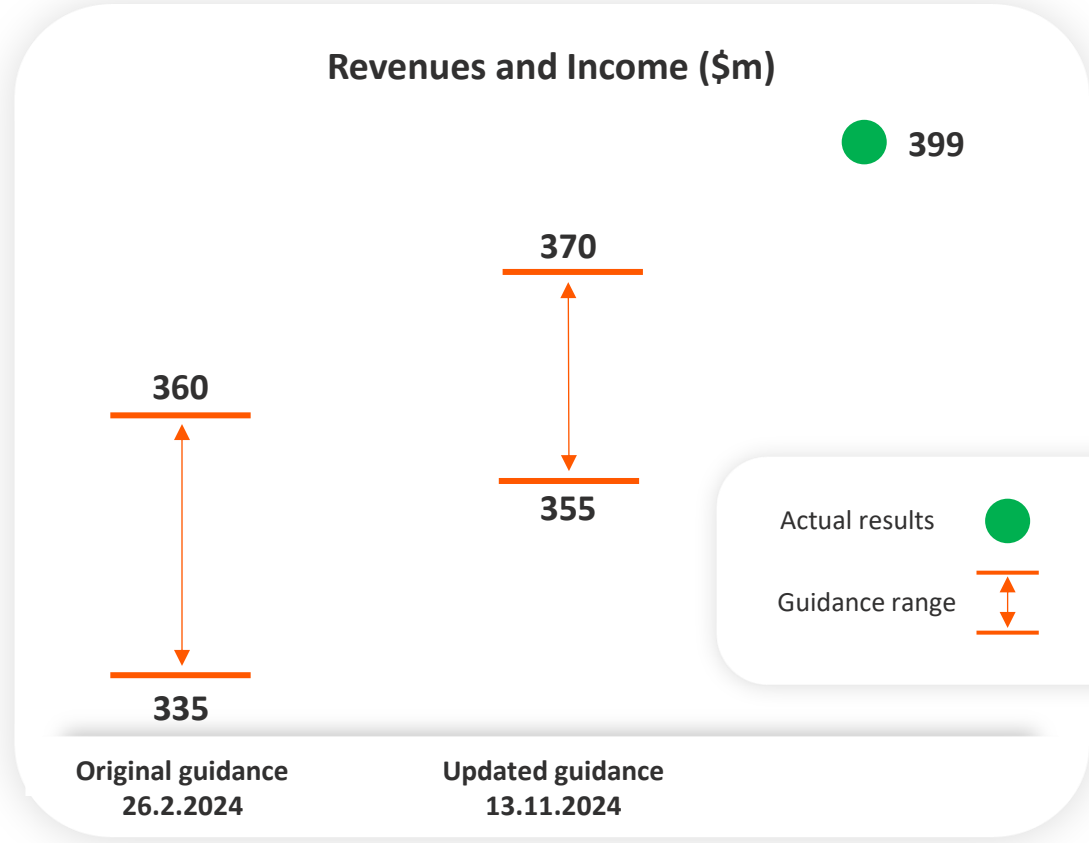 Revenues and Income ($m)
399
370
360
355
335
Actual results
Guidance range
Original guidance
26.2.2024
Updated guidance
13.11.2024